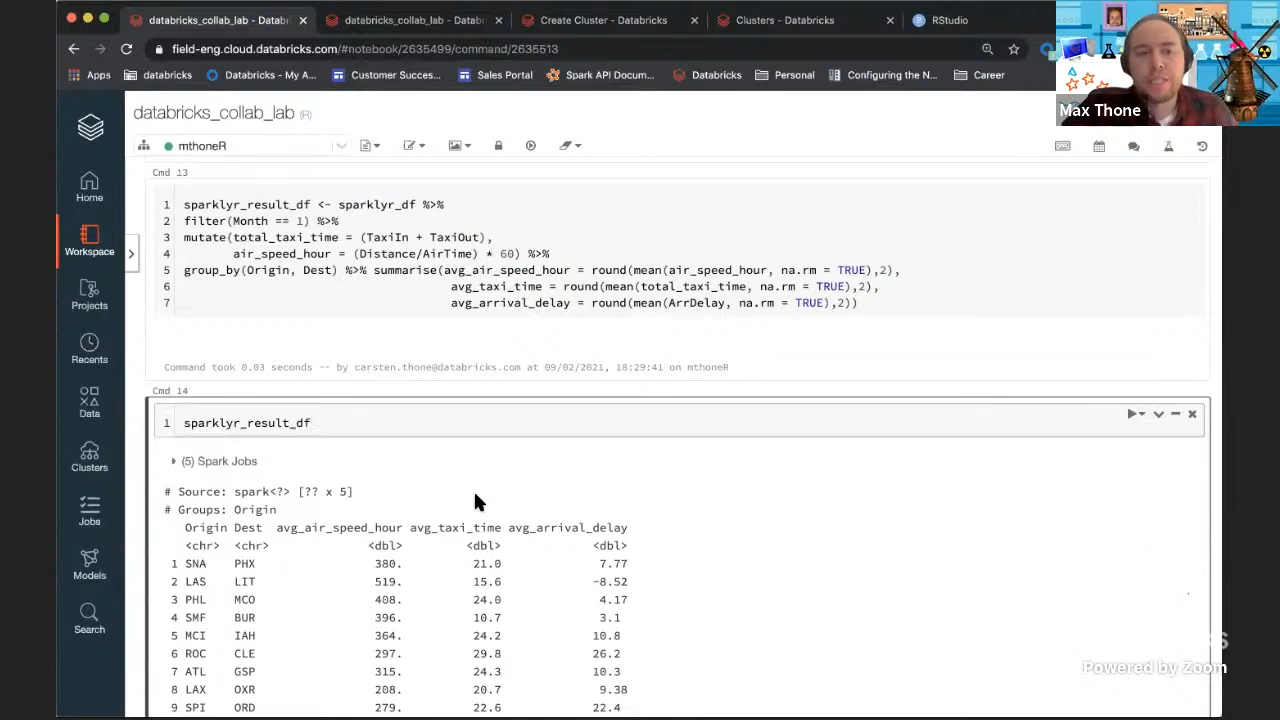 databricks_collab_lab - Datab
databricks_collab_lab - Datab
Create Cluster - Databricks
Clusters - Databricks
RStudio
field-eng.cloud.databricks.com/#notebook/2635499/command/2635513
Apps
databricks
Databricks - My A...
Customer Succes...
Sales Portal
Spark API Docum...
Databricks
Personal
Configuring the N...
Career
Max Thone
databricks_collab_lab (R)
mthoneR
Home
Workspace
Projects
Recents
Data
Clusters
Jobs
Models
Search
Cmd 13
1 sparklyr_result_df <- sparklyr_df %>%
2 filter(Month == 1) %>%
3 mutate(total_taxi_time = (TaxiIn + TaxiOut),
4 air_speed_hour = (Distance/AirTime) * 60) %>%
5 group_by(Origin, Dest) %>% summarise(avg_air_speed_hour = round(mean(air_speed_hour, na.rm = TRUE),2),
6 avg_taxi_time = round(mean(total_taxi_time, na.rm = TRUE),2),
7 avg_arrival_delay = round(mean(ArrDelay, na.rm = TRUE),2))
Command took 0.03 seconds -- by carsten.thone@databricks.com at 09/02/2021, 18:29:41 on mthoneR
Cmd 14
1 sparklyr_result_df
(5) Spark Jobs
# Source: spark<?> [?? x 5]
# Groups: Origin
Origin Dest avg_air_speed_hour avg_taxi_time avg_arrival_delay
<chr> <chr> <dbl> <dbl> <dbl>
1 SNA PHX 380. 21.0 7.77
2 LAS LIT 519. 15.6 -8.52
3 PHL MCO 408. 24.0 4.17
4 SMF BUR 396. 10.7 3.1
5 MCI IAH 364. 24.2 10.8
6 ROC CLE 297. 29.8 26.2
7 ATL GSP 315. 24.3 10.3
8 LAX OXR 208. 20.7 9.38
9 SPI ORD 279. 22.6 22.4
Powered by Zoom